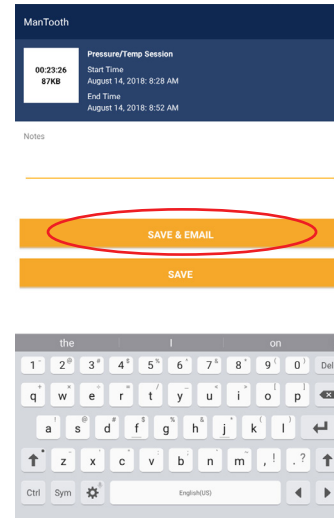 ManTooth
Pressure/Temp Session
00:23:26
87KB
Start Time
August 14, 2018: 8:28 AM
End Time
August 14, 2018: 8:52 AM
Notes
SAVE & EMAIL
SAVE
the I on
1 2 3 4 5 6 7 8 9 0 Del
q w e r t y u i o p
a s d f g h j k l
z x c v b n m , ! . ?
Ctrl Sym English(US)